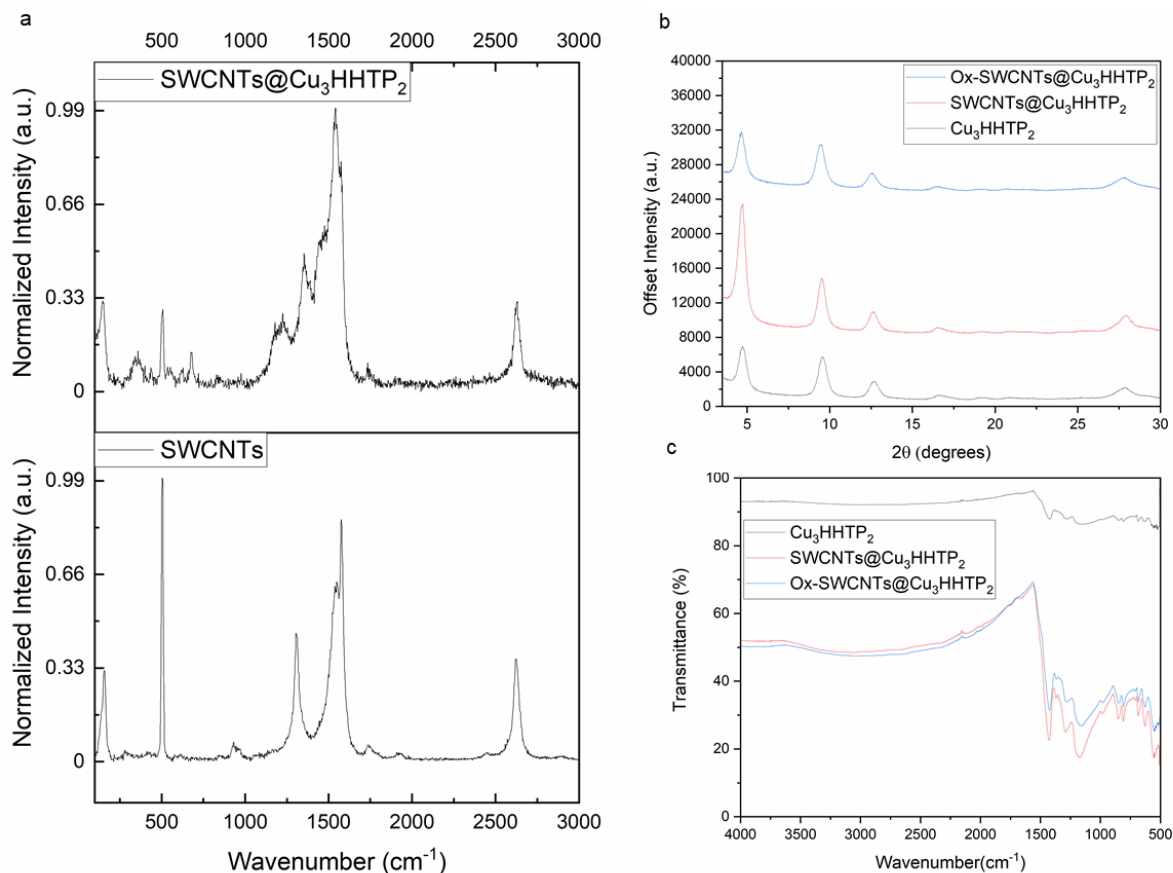 a
500 1000 1500 2000 2500 3000
SWCNTs@Cu3HHTP2
Normalized Intensity (a.u.)
0.99
0.66
0.33
0
SWCNTs
Normalized Intensity (a.u.)
0.99
0.66
0.33
0
500 1000 1500 2000 2500 3000
Wavenumber (cm-1)
b
40000
36000
32000
28000
24000
20000
16000
12000
8000
4000
0
Offset Intensity (a.u.)
Ox-SWCNTs@Cu3HHTP2
SWCNTs@Cu3HHTP2
Cu3HHTP2
5 10 15 20 25 30
2θ (degrees)
c
100
80
60
40
20
0
Transmittance (%)
Cu3HHTP2
SWCNTs@Cu3HHTP2
Ox-SWCNTs@Cu3HHTP2
4000 3500 3000 2500 2000 1500 1000 500
Wavenumber(cm-1)